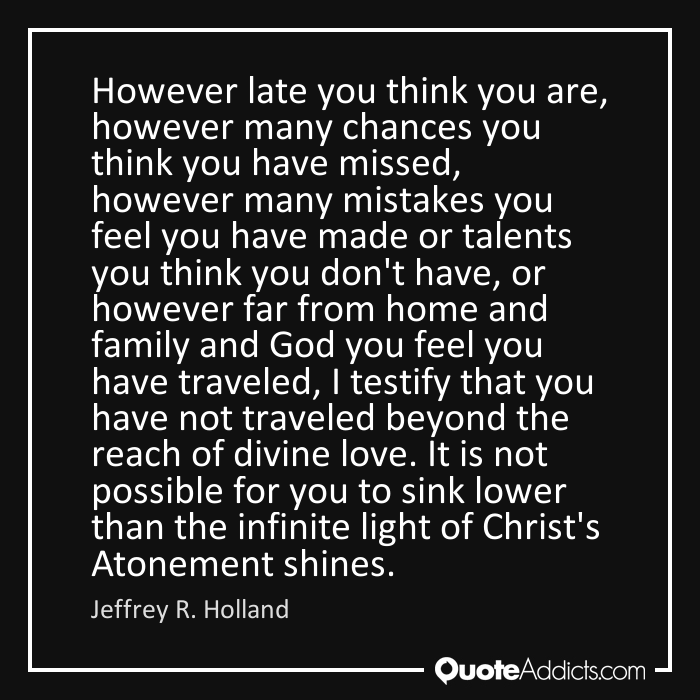 However late you think you are,
however many chances you
think you have missed,
however many mistakes you
feel you have made or talents
you think you don't have, or
however far from home and
family and God you feel you
have traveled, I testify that you
have not traveled beyond the
reach of divine love. It is not
possible for you to sink lower
than the infinite light of Christ's
Atonement shines.
Jeffrey R. Holland
QuoteAddicts.com